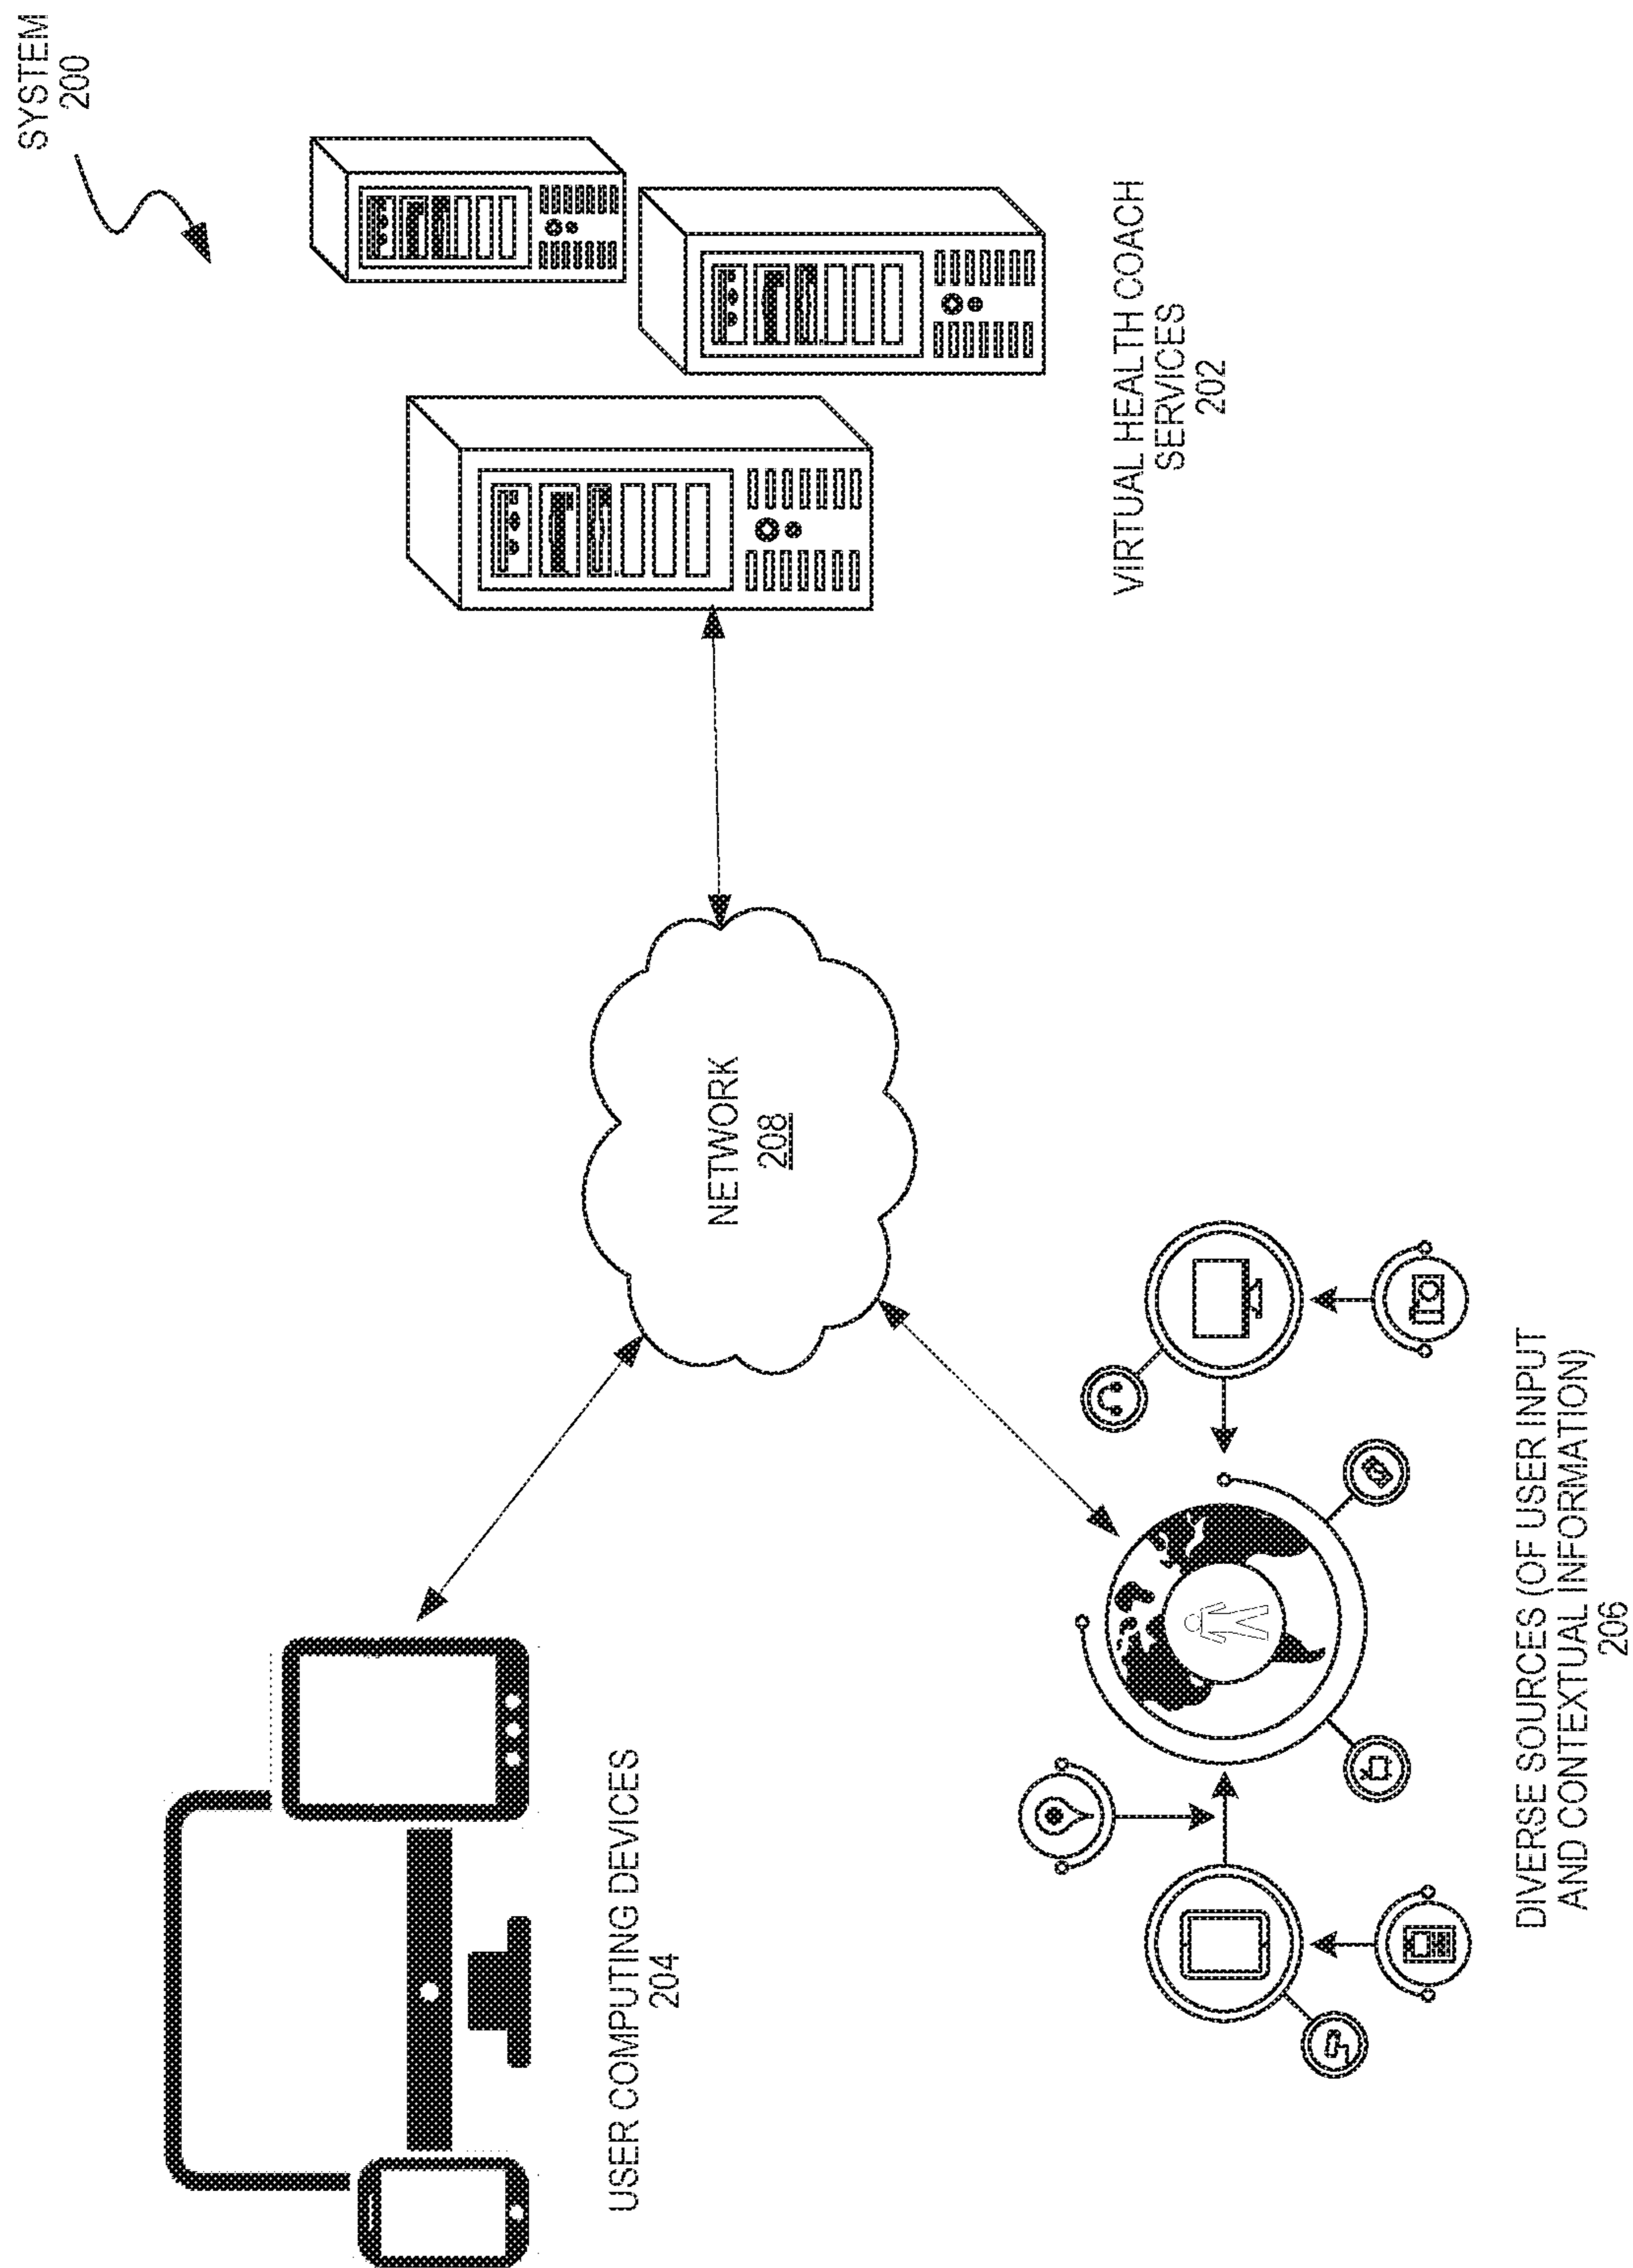 SYSTEM
200
VIRTUAL HEALTH COACH
SERVICES
202
NETWORK
208
USER COMPUTING DEVICES
204
DIVERSE SOURCES (OF USER INPUT
AND CONTEXTUAL INFORMATION)
206